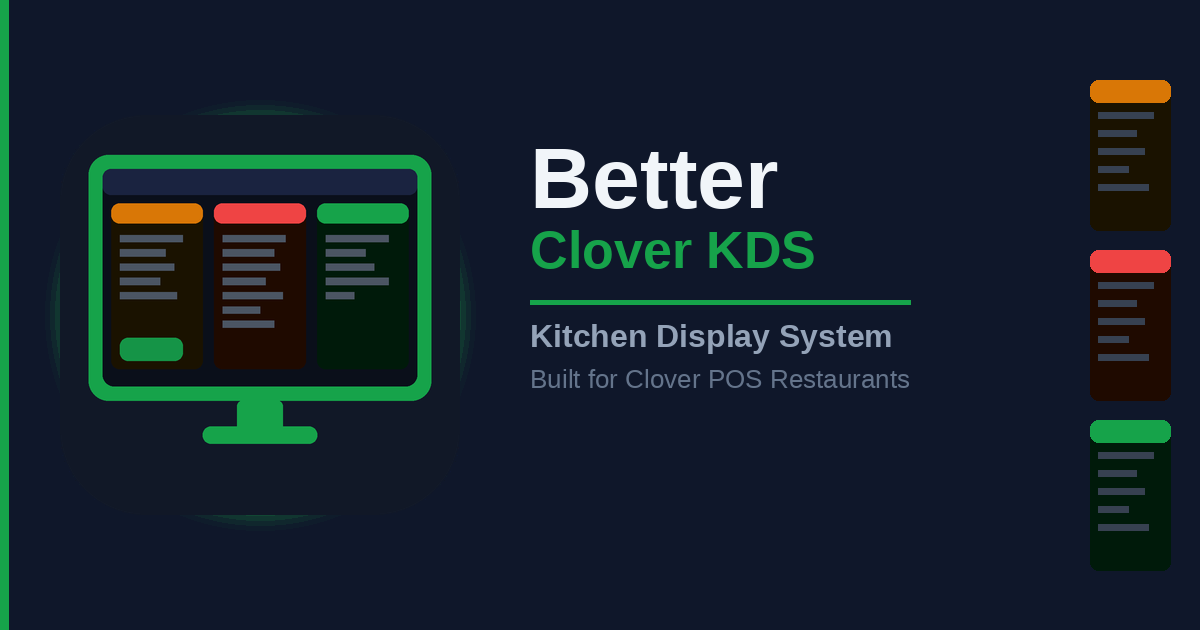 Better
Clover KDS
Kitchen Display System
Built for Clover POS Restaurants